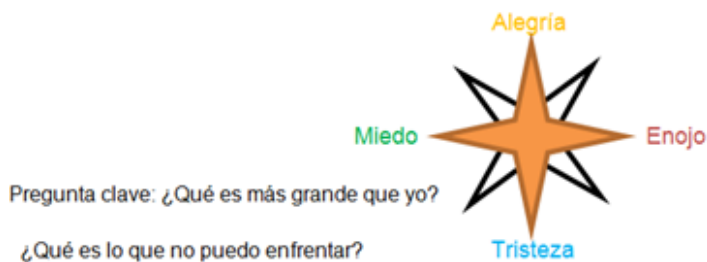 Alegría
Miedo
Enojo
Pregunta clave: ¿Qué es más grande que yo?
¿Qué es lo que no puedo enfrentar?
Tristeza